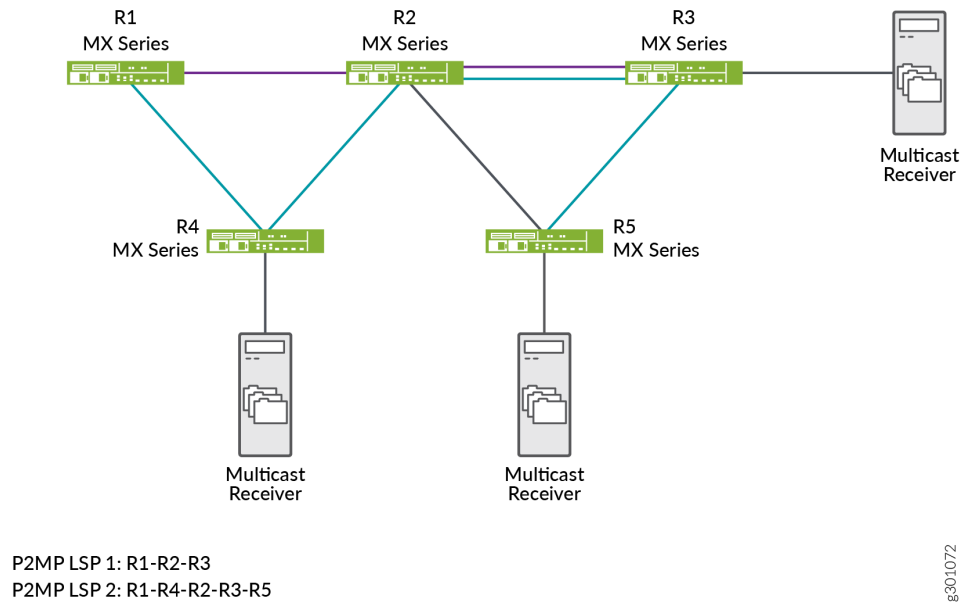 R1
MX Series
R2
MX Series
R3
MX Series
Multicast
Receiver
R4
MX Series
R5
MX Series
Multicast
Receiver
Multicast
Receiver
P2MP LSP 1: R1-R2-R3
P2MP LSP 2: R1-R4-R2-R3-R5
g301072